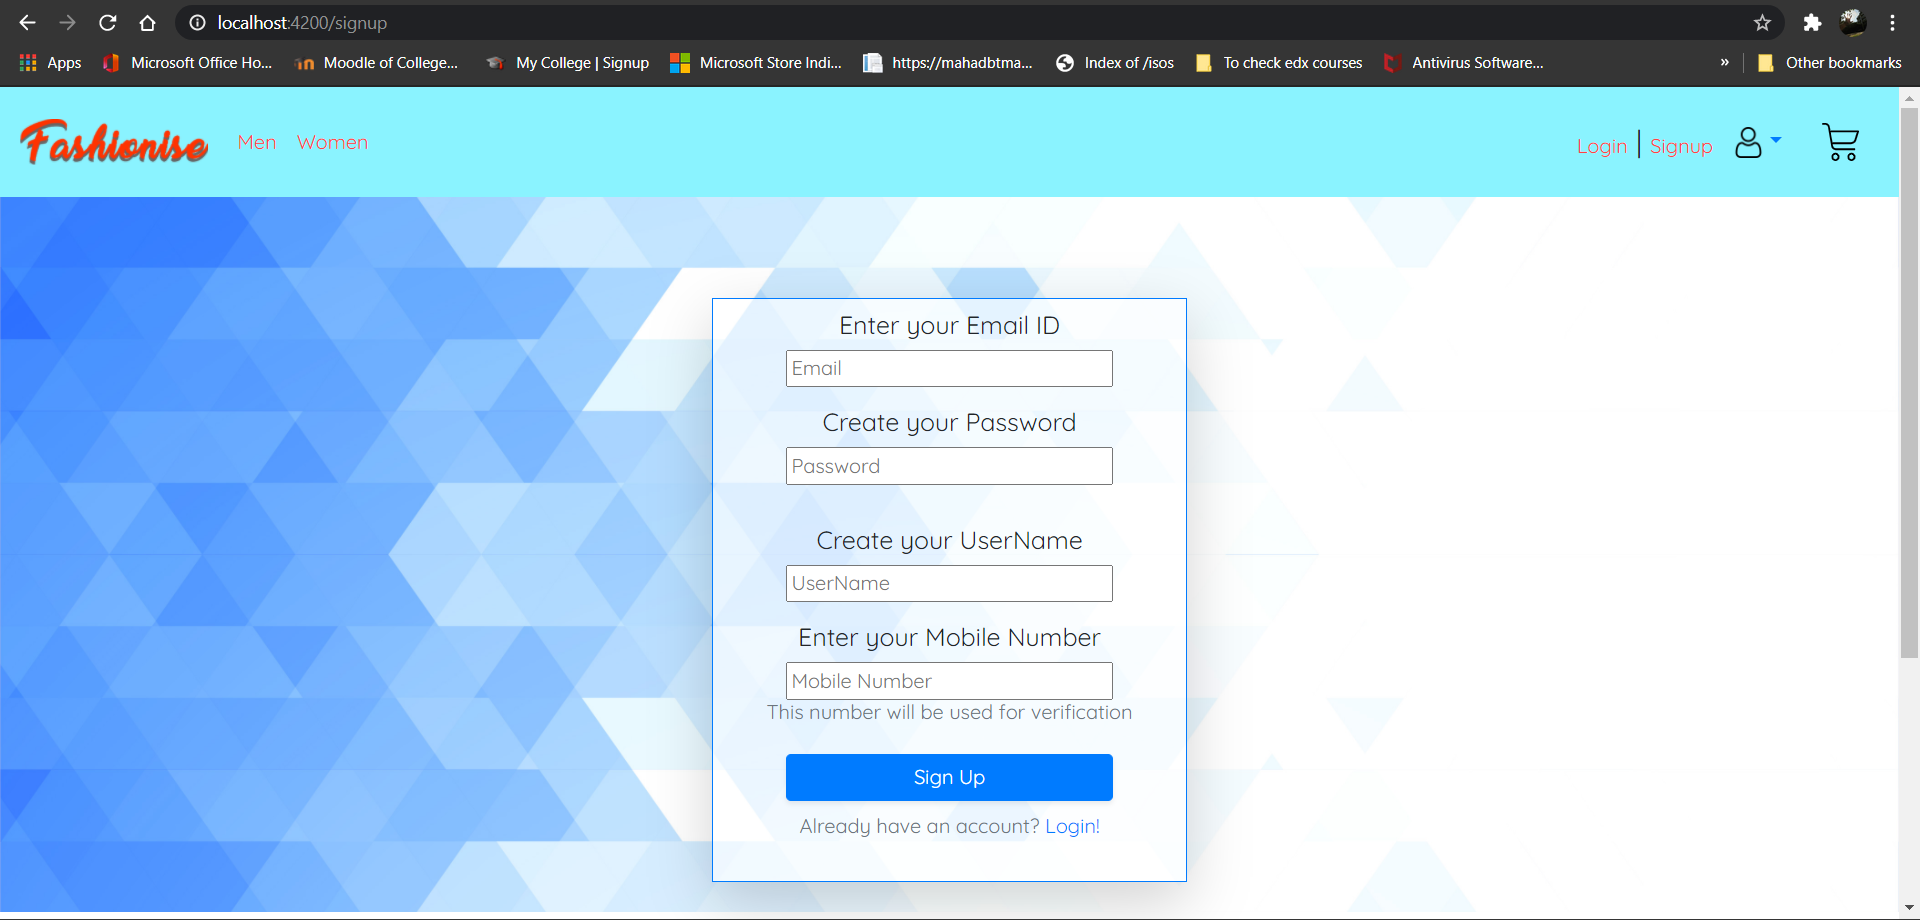 localhost:4200/signup
Apps Microsoft Office Ho... Moodle of College... My College | Signup Microsoft Store Indi... https://mahadbtma... Index of /isos To check edx courses Antivirus Software... » Other bookmarks
Fashionise Men Women Login | Signup
Enter your Email ID
Email
Create your Password
Password
Create your UserName
UserName
Enter your Mobile Number
Mobile Number
This number will be used for verification
Sign Up
Already have an account? Login!